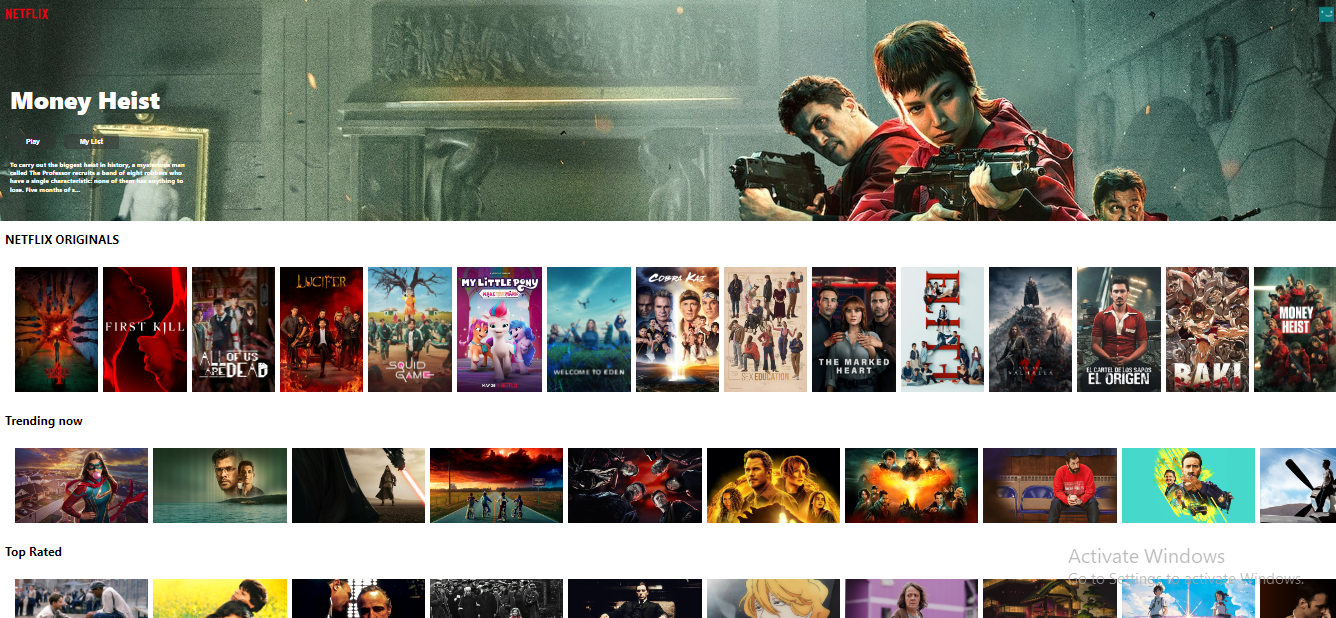 NETFLIX
Money Heist
Play
My List
To carry out the biggest heist in history, a mysterious man
called The Professor recruits a band of eight robbers who
have a single characteristic: none of them has anything to
lose. Five months of s...
NETFLIX ORIGINALS
FIRST KILL
ALL OF US
ARE DEAD
LUCIFER
SQUID
GAME
MY LITTLE PONY
WELCOME TO EDEN
COBRA KAI
SEX EDUCATION
THE MARKED
HEART
ELITE
VALHALLA
EL CARTEL DE LOS SAPOS
EL ORIGEN
BAKI
MONEY
HEIST
Trending now
Top Rated
Activate Windows
Go to Settings to activate Windows.